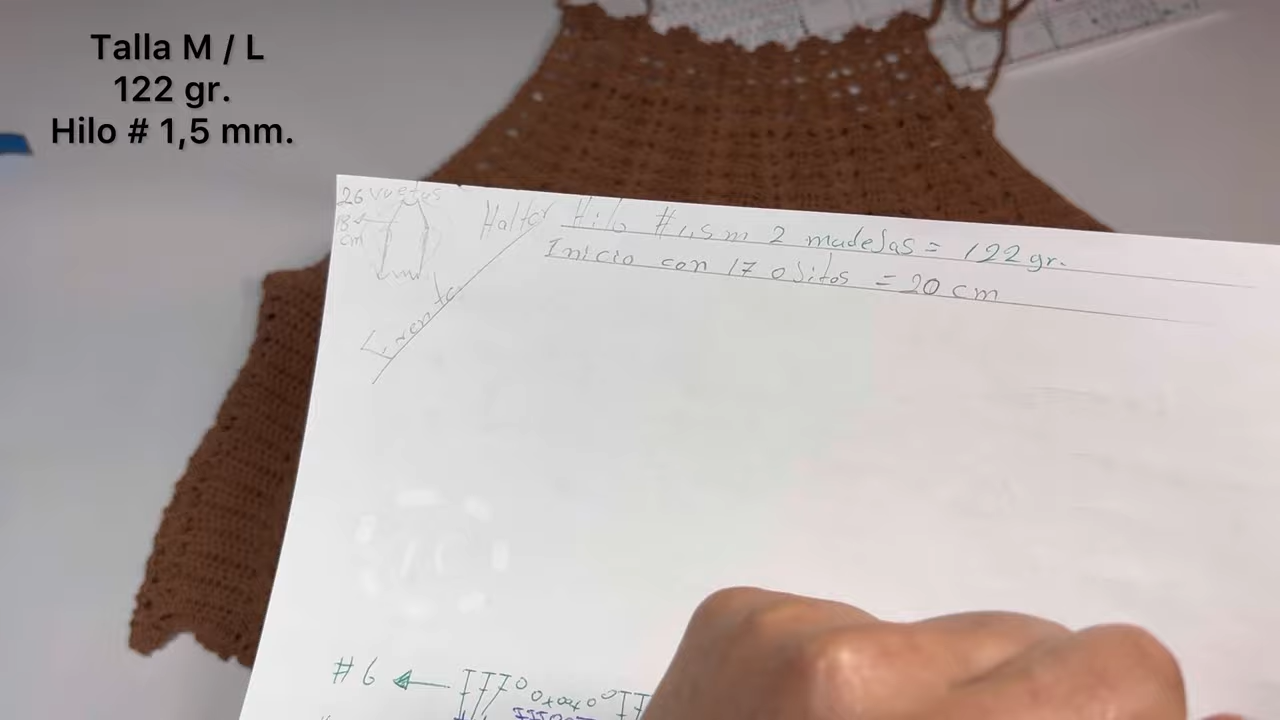 Talla M / L
122 gr.
Hilo # 1,5 mm.
26 vueltas
18
cm
Halter Hilo # 1,5 m 2 madejas = 122 gr.
Inicio con 17 ositos = 20 cm
Frente
# 6